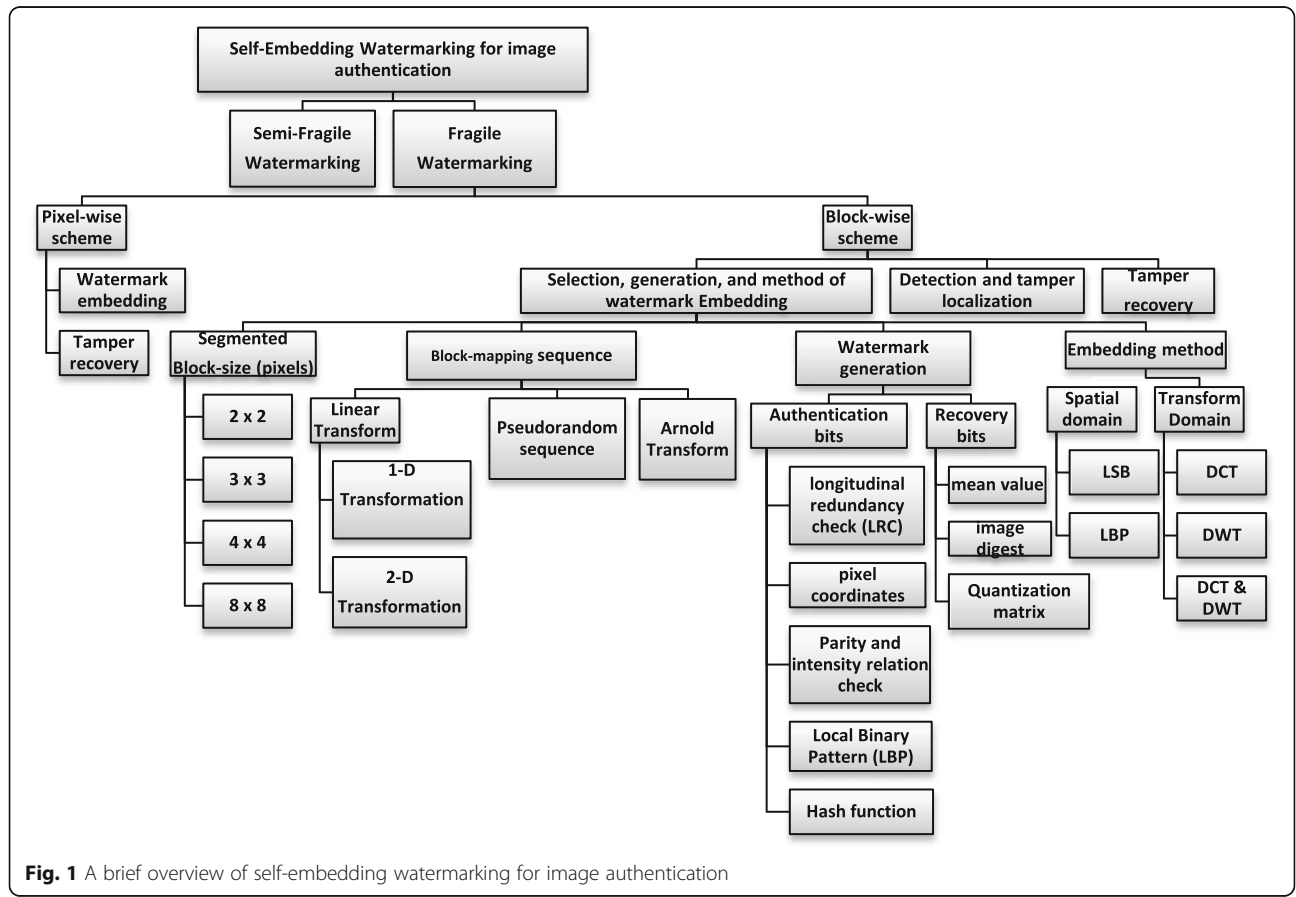 Self-Embedding Watermarking for image
authentication
Semi-Fragile
Watermarking
Fragile
Watermarking
Pixel-wise
scheme
Watermark
embedding
Tamper
recovery
Block-wise
scheme
Selection, generation, and method of
watermark Embedding
Detection and tamper
localization
Tamper
recovery
Segmented
Block-size (pixels)
2 x 2
3 x 3
4 x 4
8 x 8
Block-mapping sequence
Linear
Transform
1-D
Transformation
2-D
Transformation
Pseudorandom
sequence
Arnold
Transform
Watermark
generation
Authentication
bits
longitudinal
redundancy
check (LRC)
pixel
coordinates
Parity and
intensity relation
check
Local Binary
Pattern (LBP)
Hash function
Recovery
bits
mean value
image
digest
Quantization
matrix
Embedding method
Spatial
domain
LSB
LBP
Transform
Domain
DCT
DWT
DCT &
DWT
Fig. 1 A brief overview of self-embedding watermarking for image authentication